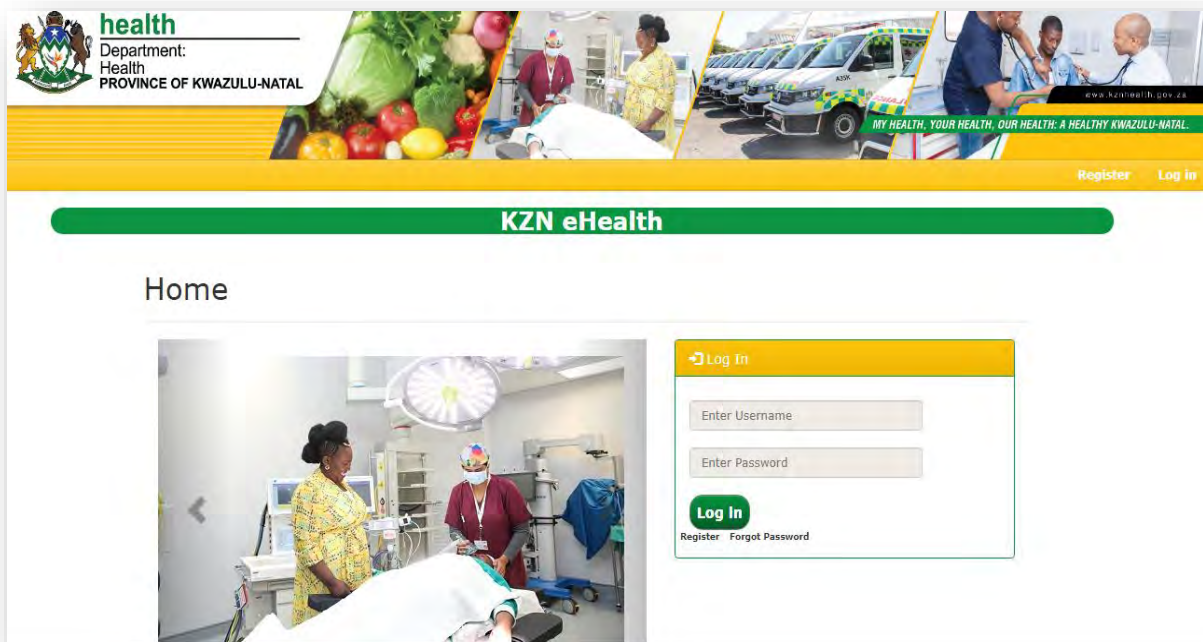 health
Department:
Health
PROVINCE OF KWAZULU-NATAL
A35K
www.kznhealth.gov.za
MY HEALTH, YOUR HEALTH, OUR HEALTH: A HEALTHY KWAZULU-NATAL.
Register Log in
KZN eHealth
Home
Log In
Enter Username
Enter Password
Log In
Register Forgot Password